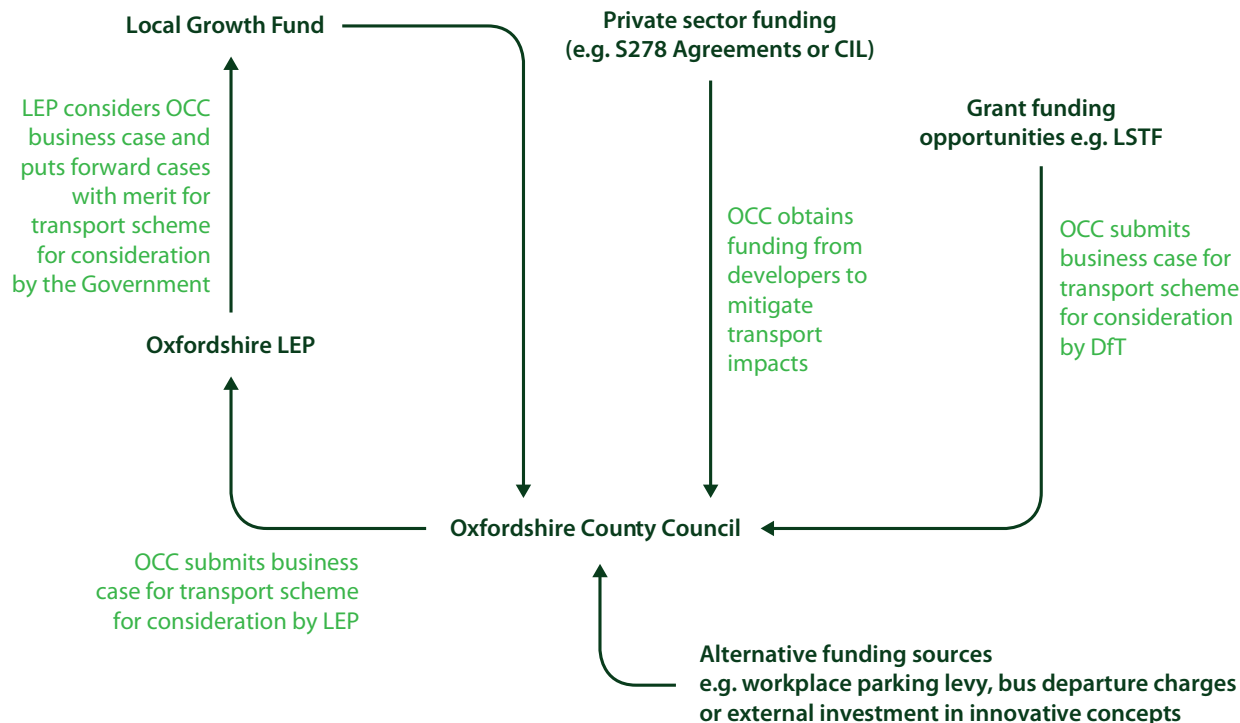 Local Growth Fund
Private sector funding
(e.g. S278 Agreements or CIL)
Grant funding
opportunities e.g. LSTF
LEP considers OCC
business case and
puts forward cases
with merit for
transport scheme
for consideration
by the Government
OCC obtains
funding from
developers to
mitigate
transport
impacts
OCC submits
business case for
transport scheme
for consideration
by DfT
Oxfordshire LEP
Oxfordshire County Council
OCC submits business
case for transport scheme
for consideration by LEP
Alternative funding sources
e.g. workplace parking levy, bus departure charges
or external investment in innovative concepts